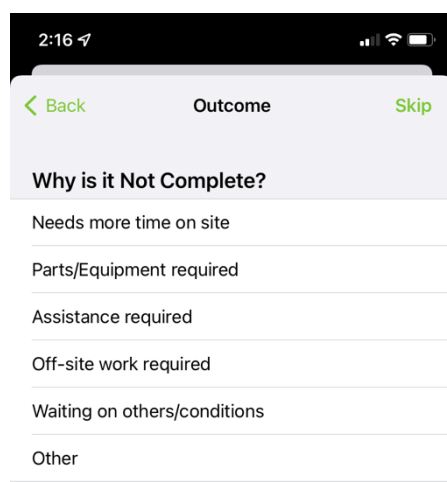 2:16
Back
Outcome
Skip
Why is it Not Complete?
Needs more time on site
Parts/Equipment required
Assistance required
Off-site work required
Waiting on others/conditions
Other